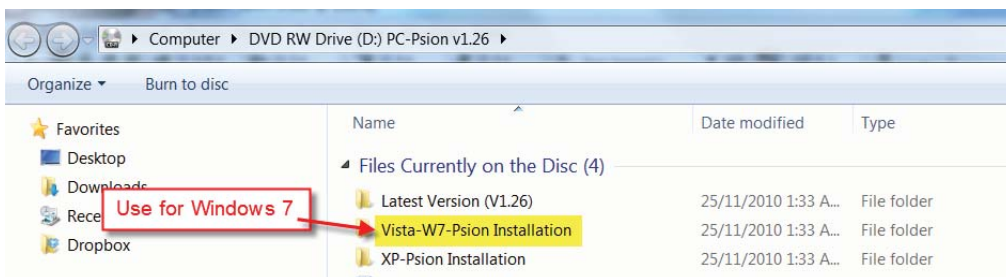 Computer ▸ DVD RW Drive (D:) PC-Psion v1.26 ▸
Organize ▾ Burn to disc
Favorites
Desktop
Downloads
Rece
Dropbox
Use for Windows 7
Name Date modified Type
Files Currently on the Disc (4)
Latest Version (V1.26) 25/11/2010 1:33 A... File folder
Vista-W7-Psion Installation 25/11/2010 1:33 A... File folder
XP-Psion Installation 25/11/2010 1:33 A... File folder